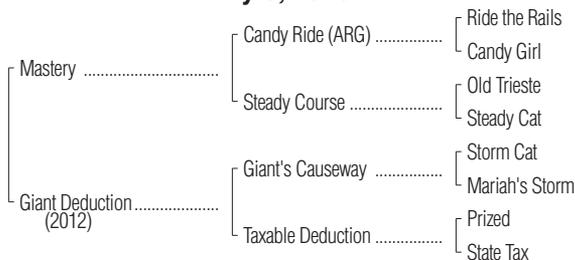 Ride the Rails
Candy Ride (ARG) ................
Candy Girl
Mastery ................................
Old Trieste
Steady Course ......................
Steady Cat
Storm Cat
Giant's Causeway ................
Mariah's Storm
Giant Deduction....................
(2012)
Prized
Taxable Deduction ................
State Tax